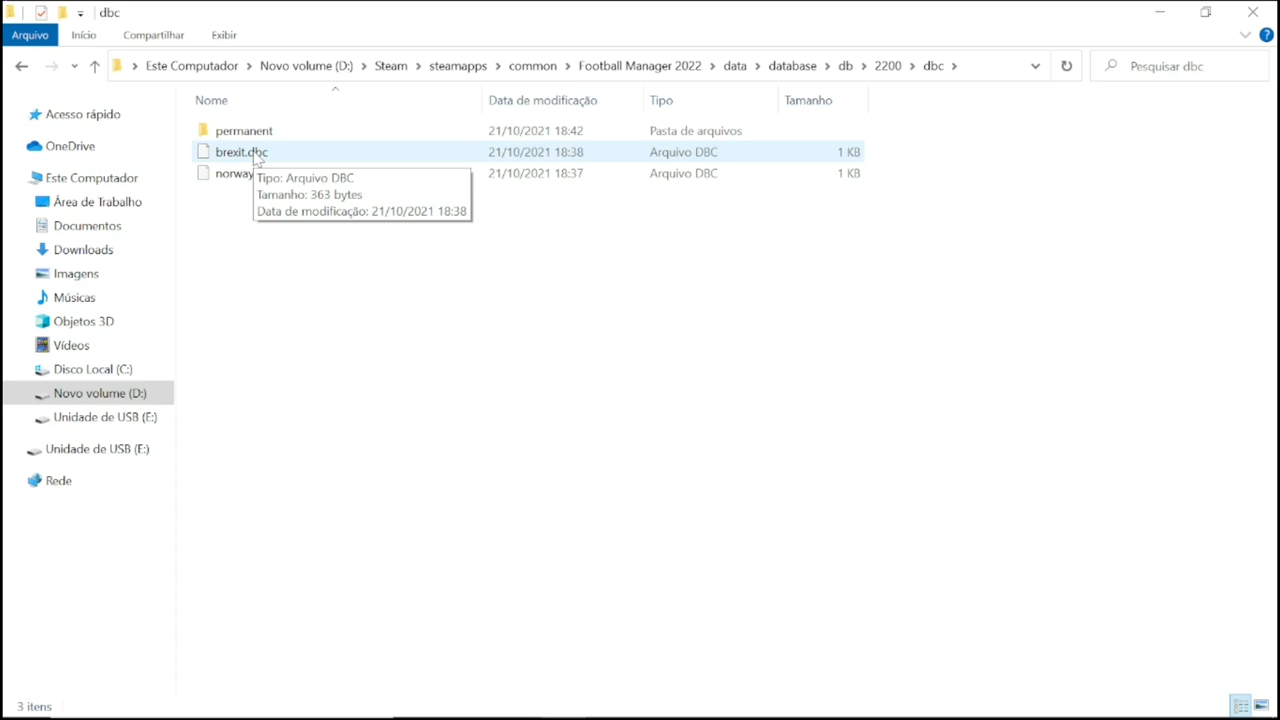 dbc
Arquivo Início Compartilhar Exibir
Este Computador Novo volume (D:) Steam steamapps common Football Manager 2022 data database db 2200 dbc
Pesquisar dbc
Nome Data de modificação Tipo Tamanho
permanent 21/10/2021 18:42 Pasta de arquivos
brexit.dbc 21/10/2021 18:38 Arquivo DBC 1 KB
norway 21/10/2021 18:37 Arquivo DBC 1 KB
Tipo: Arquivo DBC
Tamanho: 363 bytes
Data de modificação: 21/10/2021 18:38
Acesso rápido
OneDrive
Este Computador
Área de Trabalho
Documentos
Downloads
Imagens
Músicas
Objetos 3D
Vídeos
Disco Local (C:)
Novo volume (D:)
Unidade de USB (E:)
Unidade de USB (E:)
Rede
3 itens